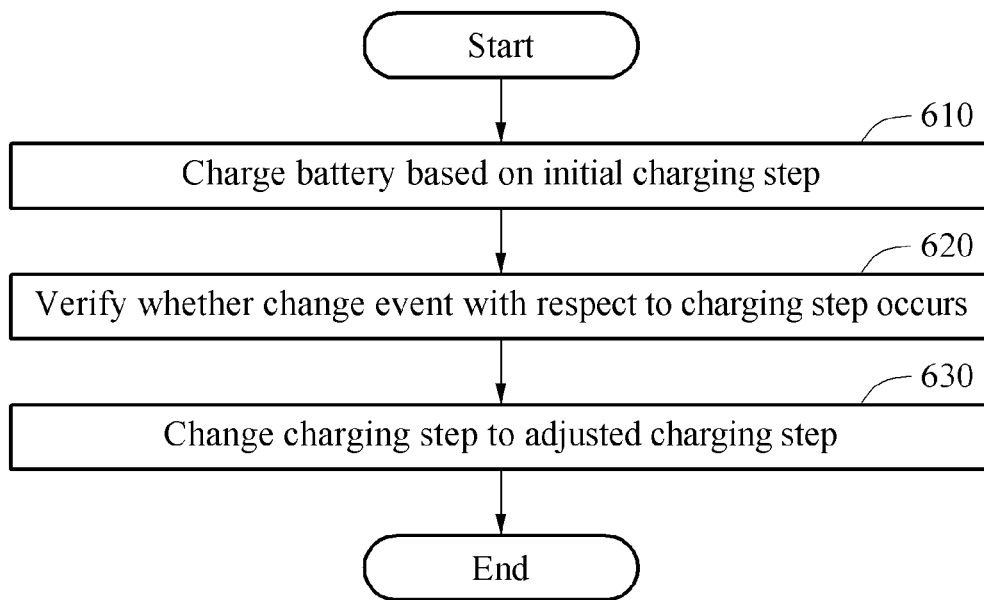 Start
610
Charge battery based on initial charging step
620
Verify whether change event with respect to charging step occurs
630
Change charging step to adjusted charging step
End